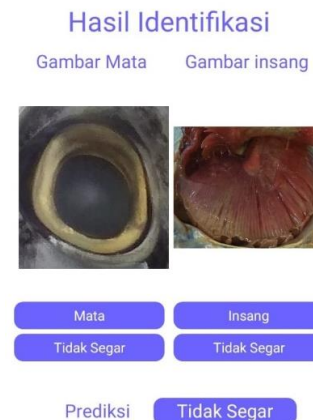 Hasil Identifikasi
Gambar Mata Gambar insang
Mata Insang
Tidak Segar Tidak Segar
Prediksi Tidak Segar